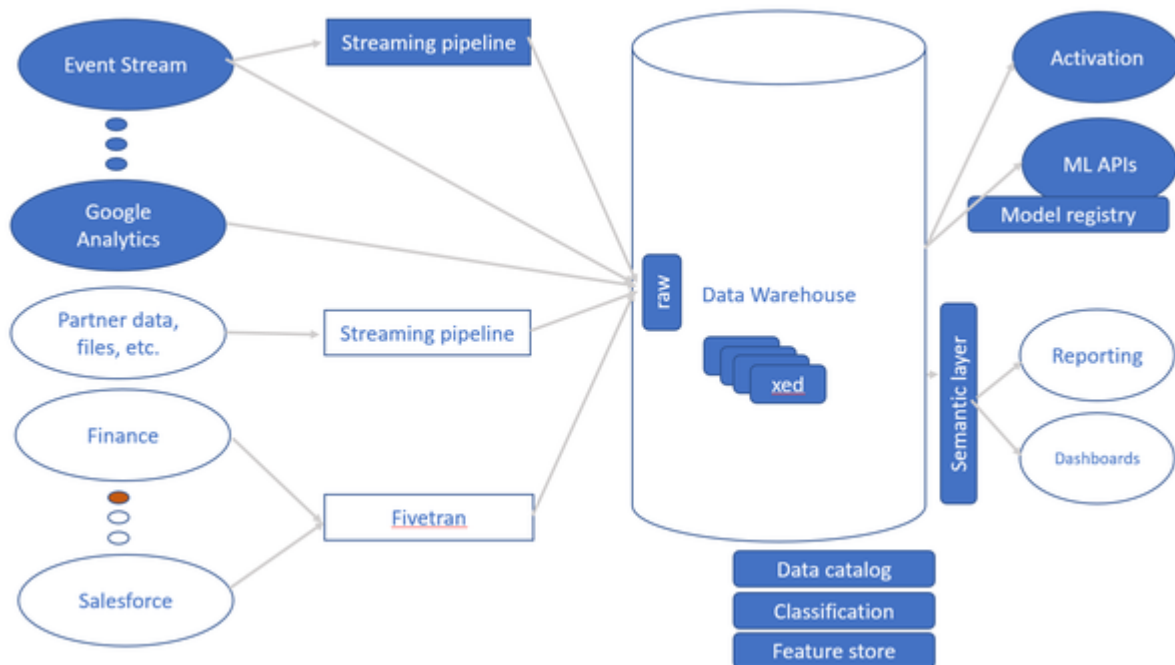 Event Stream
Streaming pipeline
Google
Analytics
Partner data,
files, etc.
Streaming pipeline
Finance
Fivetran
Salesforce
raw
Data Warehouse
xed
Data catalog
Classification
Feature store
Activation
ML APIs
Model registry
Semantic layer
Reporting
Dashboards